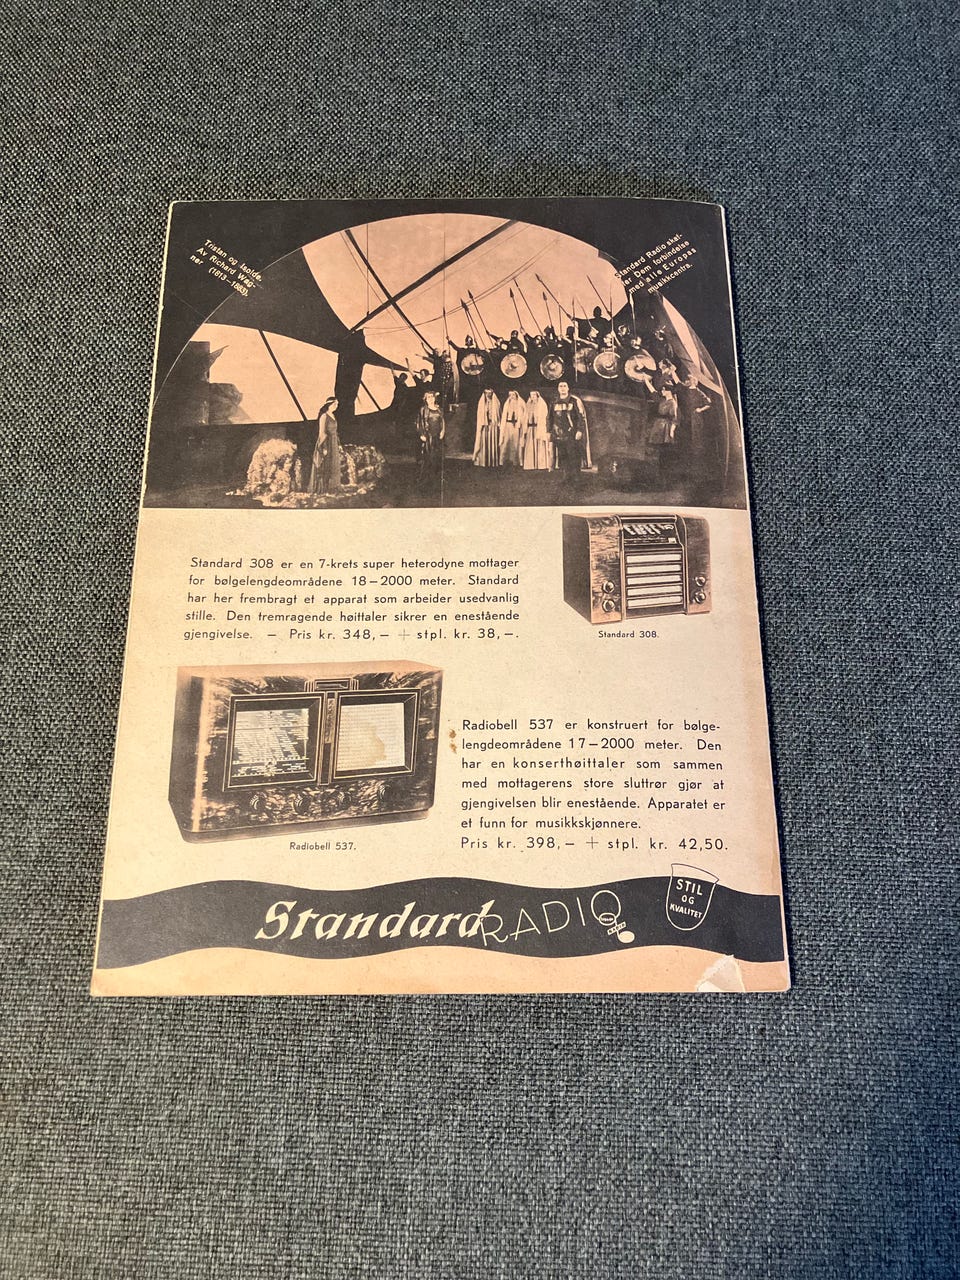 Tristan og Isolde.
Av Richard Wag-
ner (1813—1883).
Standard Radio skaf-
fer Dem forbindelse
med alle Europas
musikkcentra.
Standard 308 er en 7-krets super heterodyne mottager
for bølgelengdeområdene 18—2000 meter. Standard
har her frembragt et apparat som arbeider usedvanlig
stille. Den tremragende høittaler sikrer en enestående
gjengivelse. — Pris kr. 348,— + stpl. kr. 38,—.
Standard 308.
Radiobell 537 er konstruert for bølge-
lengdeområdene 17—2000 meter. Den
har en konserthøittaler som sammen
med mottagerens store sluttrør gjør at
gjengivelsen blir enestående. Apparatet er
et funn for musikkskjønnere.
Pris kr. 398,— + stpl. kr. 42,50.
Radiobell 537.
Standard RADIO
STIL
OG
KVALITET